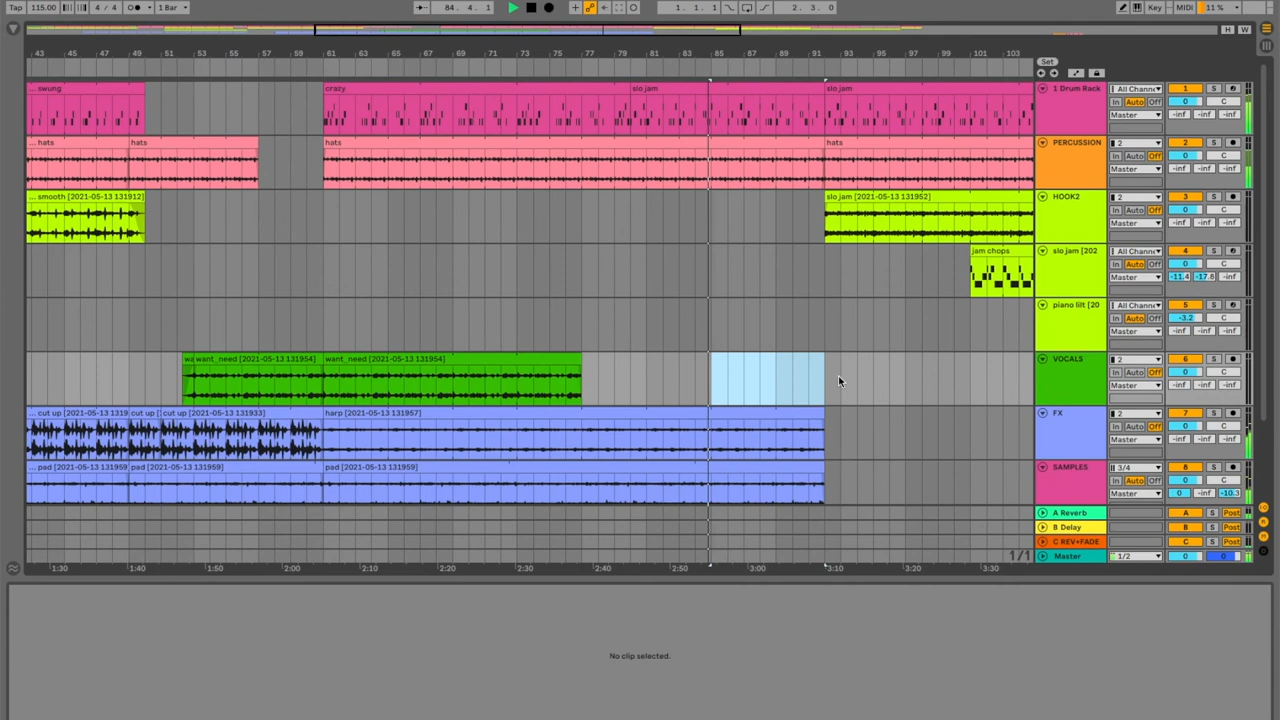 Tap 115.00 4 / 4 1 Bar 84. 4. 1 1. 1. 1 2. 3. 0 Key MIDI 11 %
H W
43 45 47 49 51 53 55 57 59 61 63 65 67 69 71 73 75 77 79 81 83 85 87 89 91 93 95 97 99 101 103
Set
... swung crazy slo jam slo jam 1 Drum Rack All Channe 1 S
In Auto Off 0 C
Master -inf -inf -inf
... hats hats hats hats PERCUSSION 2 2 S
In Auto Off 0 C
Master -inf -inf -inf
... smooth [2021-05-13 131912] slo jam [2021-05-13 131952] HOOK2 2 3 S
In Auto Off 0 C
Master -inf -inf -inf
jam chops slo jam [202 All Channe 4 S
In Auto Off 0 C
Master -11.4 -17.8 -inf
piano lilt [20 All Channe 5 S
In Auto Off -3.2 C
Master -inf -inf -inf
wa want_need [2021-05-13 131954] want_need [2021-05-13 131954] VOCALS 2 6 S
In Auto Off 0 C
Master -inf -inf -inf
... cut up [2021-05-13 1319 cut up [ cut up [2021-05-13 131933] harp [2021-05-13 131957] FX 2 7 S
In Auto Off 0 C
Master -inf -inf -inf
... pad [2021-05-13 131959 pad [2021-05-13 131959] pad [2021-05-13 131959] SAMPLES 3/4 8 S
In Auto Off 0 C
Master 0 -inf -10.3
A Reverb A S Post
B Delay B S Post
C REV+FADE C S Post
1/1 Master 1/2 0 0
1:30 1:40 1:50 2:00 2:10 2:20 2:30 2:40 2:50 3:00 3:10 3:20 3:30
No clip selected.